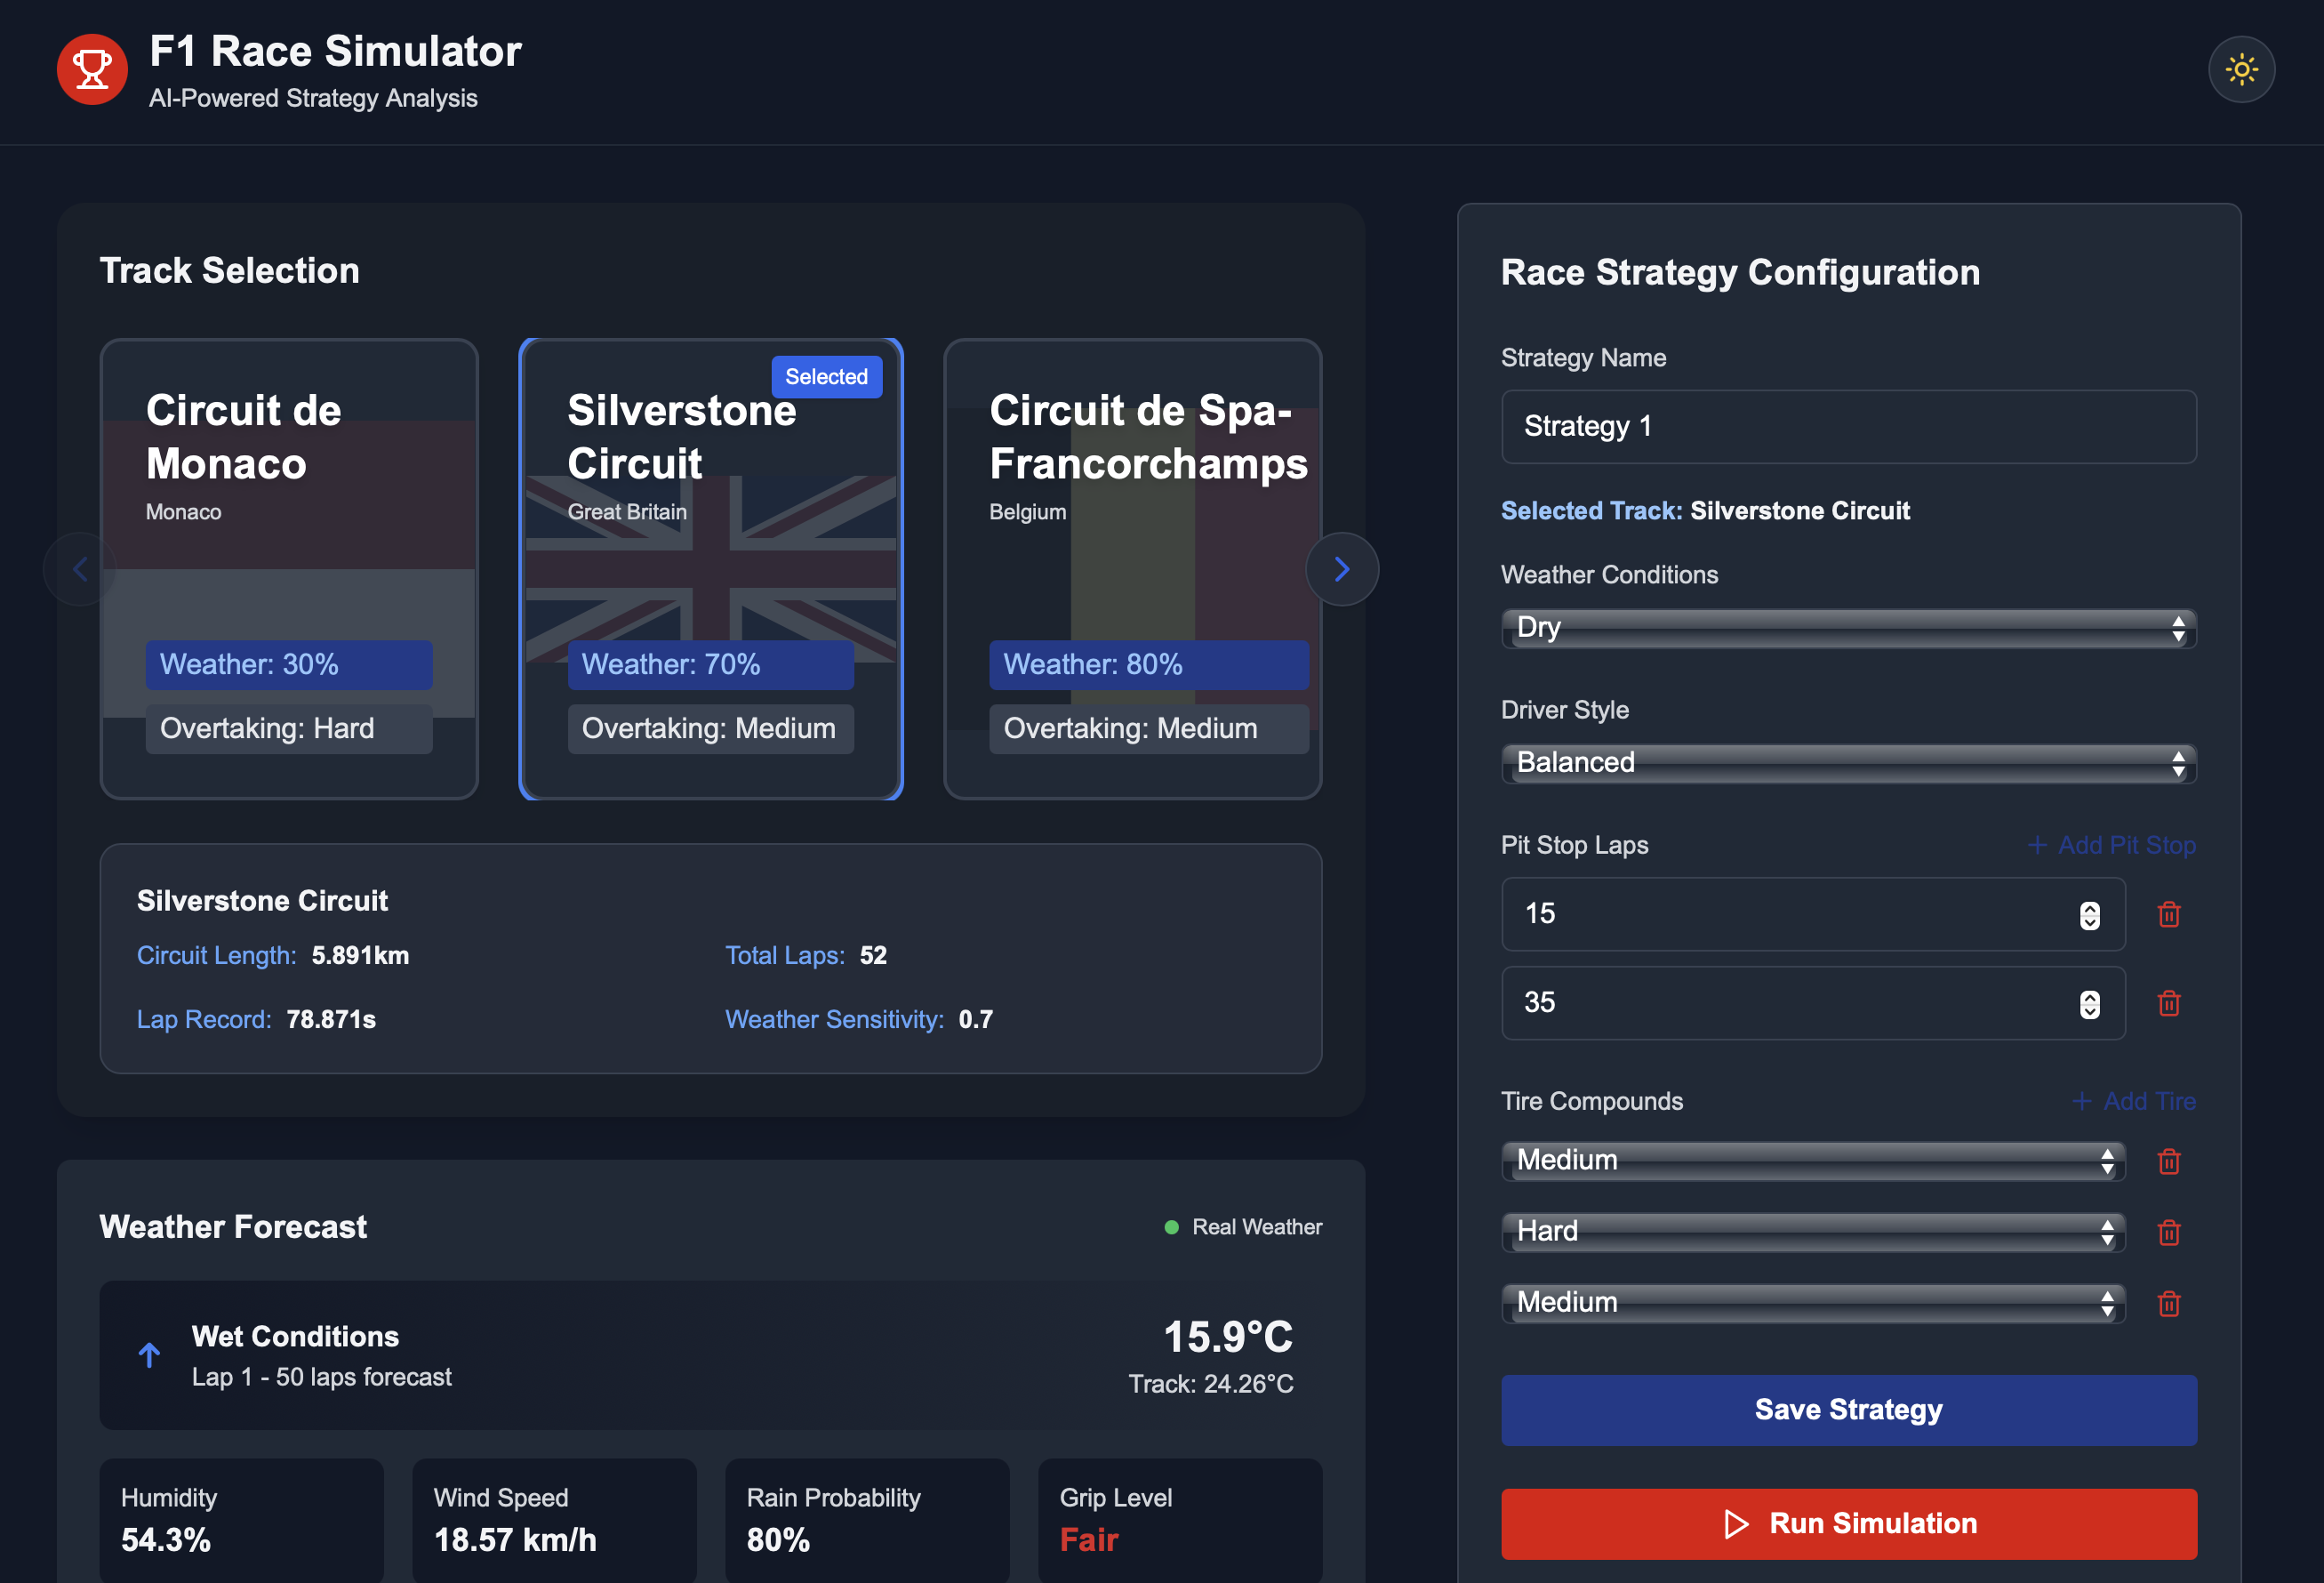 F1 Race Simulator
AI-Powered Strategy Analysis
Track Selection
Circuit de
Monaco
Monaco
Weather: 30%
Overtaking: Hard
Selected
Silverstone
Circuit
Great Britain
Weather: 70%
Overtaking: Medium
Circuit de Spa-
Francorchamps
Belgium
Weather: 80%
Overtaking: Medium
Silverstone Circuit
Circuit Length: 5.891km
Total Laps: 52
Lap Record: 78.871s
Weather Sensitivity: 0.7
Weather Forecast
Real Weather
Wet Conditions
Lap 1 - 50 laps forecast
15.9°C
Track: 24.26°C
Humidity
54.3%
Wind Speed
18.57 km/h
Rain Probability
80%
Grip Level
Fair
Race Strategy Configuration
Strategy Name
Strategy 1
Selected Track: Silverstone Circuit
Weather Conditions
Dry
Driver Style
Balanced
Pit Stop Laps
+ Add Pit Stop
15
35
Tire Compounds
+ Add Tire
Medium
Hard
Medium
Save Strategy
Run Simulation